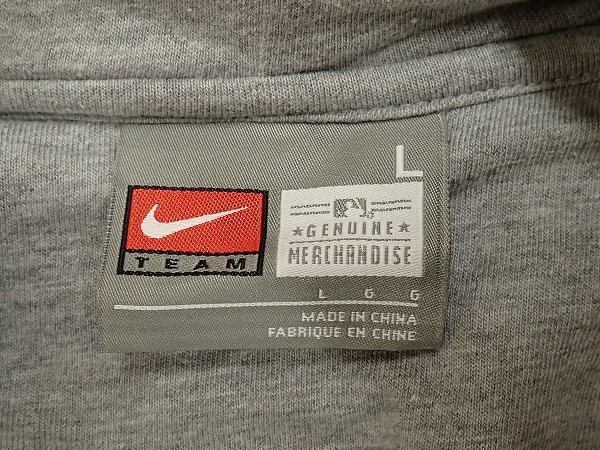 L
TEAM
★ GENUINE ★
MERCHANDISE
L G G
MADE IN CHINA
FABRIQUE EN CHINE